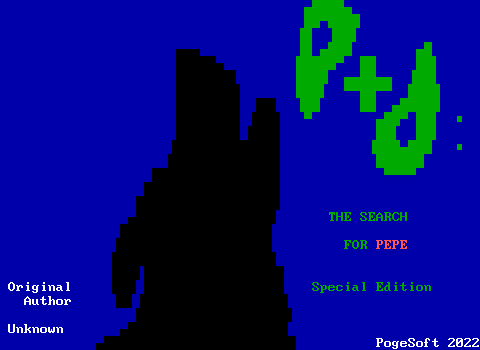 P+d:
THE SEARCH
FOR PEPE
Special Edition
Original
Author
Unknown
PogeSoft 2022